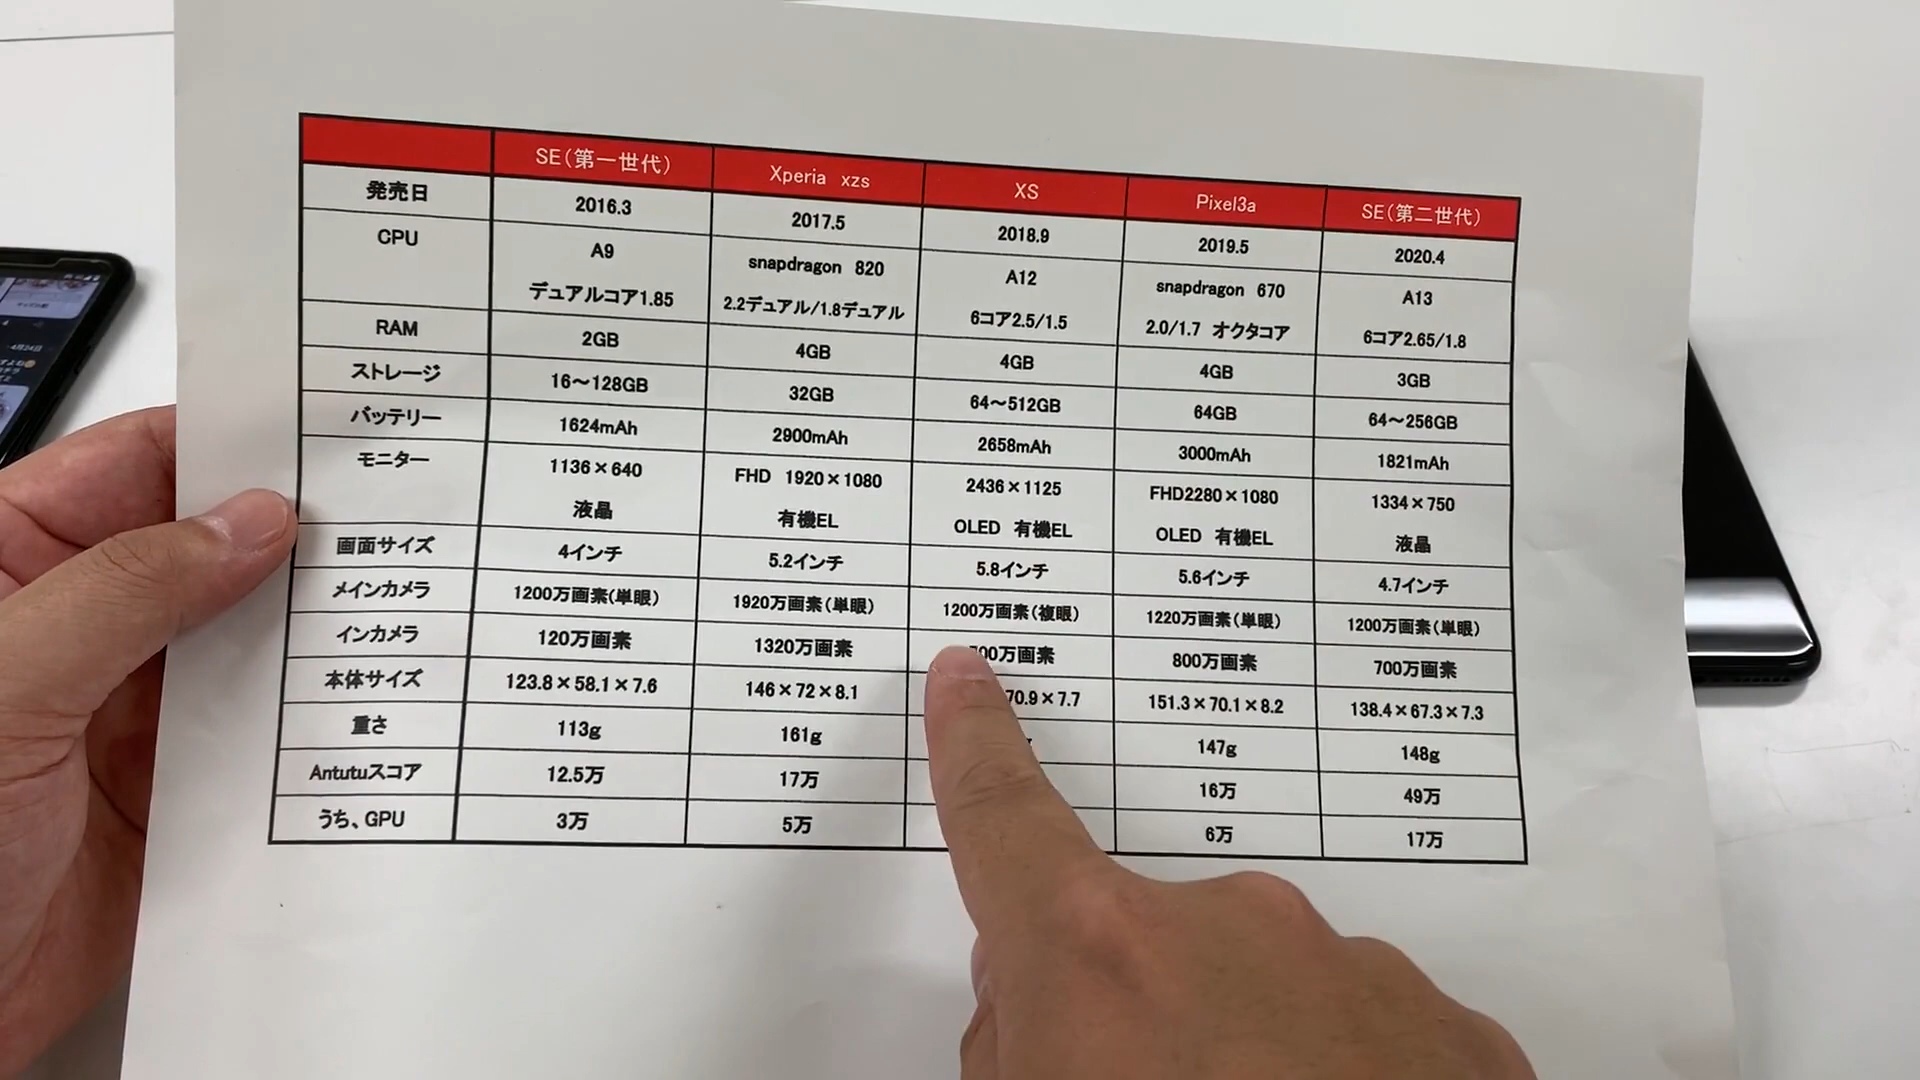 SE（第一世代） Xperia xzs XS Pixel3a SE（第二世代）
発売日 2016.3 2017.5 2018.9 2019.5 2020.4
CPU A9 snapdragon 820 A12 snapdragon 670 A13
デュアルコア1.85 2.2デュアル/1.8デュアル 6コア2.5/1.5 2.0/1.7 オクタコア 6コア2.65/1.8
RAM 2GB 4GB 4GB 4GB 3GB
ストレージ 16～128GB 32GB 64～512GB 64GB 64～256GB
バッテリー 1624mAh 2900mAh 2658mAh 3000mAh 1821mAh
モニター 1136×640 FHD 1920×1080 2436×1125 FHD2280×1080 1334×750
液晶 有機EL OLED 有機EL OLED 有機EL 液晶
画面サイズ 4インチ 5.2インチ 5.8インチ 5.6インチ 4.7インチ
メインカメラ 1200万画素（単眼） 1920万画素（単眼） 1200万画素（複眼） 1220万画素（単眼） 1200万画素（単眼）
インカメラ 120万画素 1320万画素 00万画素 800万画素 700万画素
本体サイズ 123.8×58.1×7.6 146×72×8.1 70.9×7.7 151.3×70.1×8.2 138.4×67.3×7.3
重さ 113g 161g 147g 148g
Antutuスコア 12.5万 17万 16万 49万
うち、GPU 3万 5万 6万 17万
4月24日